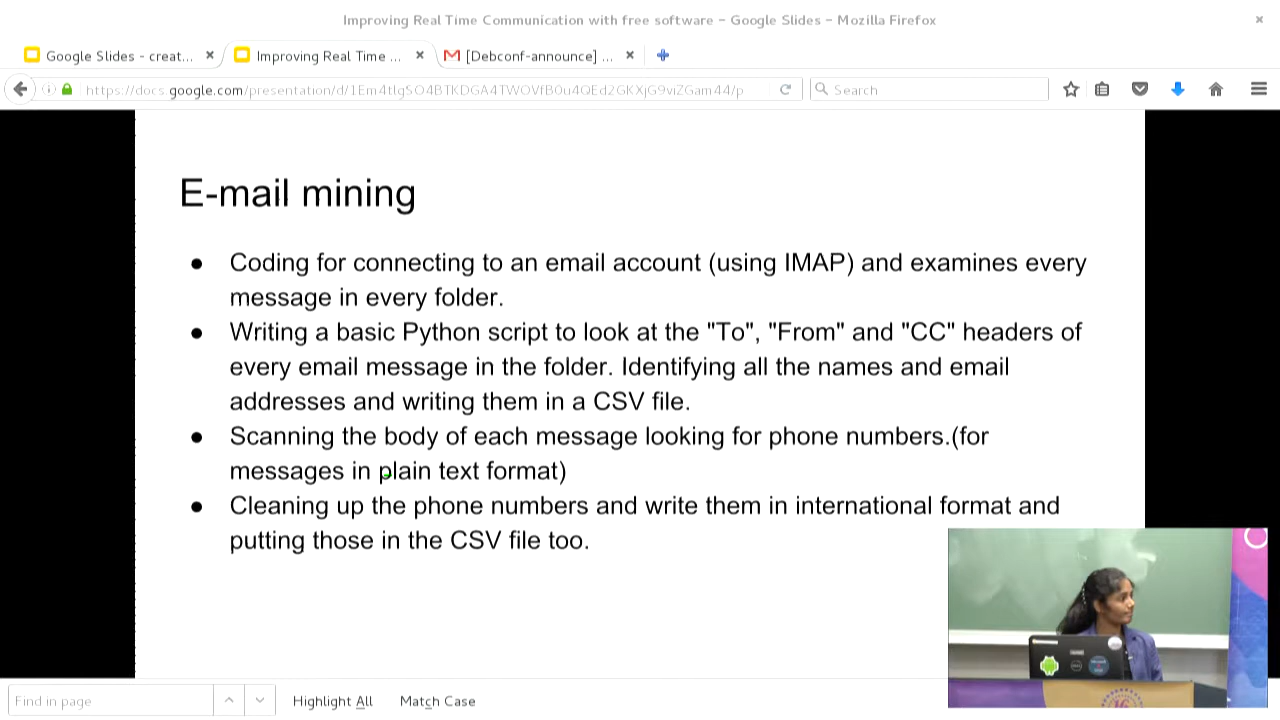 Improving Real Time Communication with free software – Google Slides – Mozilla Firefox
Google Slides - creat... Improving Real Time ... [Debconf-announce] ...
Search
E-mail mining
● Coding for connecting to an email account (using IMAP) and examines every
message in every folder.
● Writing a basic Python script to look at the "To", "From" and "CC" headers of
every email message in the folder. Identifying all the names and email
addresses and writing them in a CSV file.
● Scanning the body of each message looking for phone numbers.(for
messages in plain text format)
● Cleaning up the phone numbers and write them in international format and
putting those in the CSV file too.
Find in page Highlight All Match Case